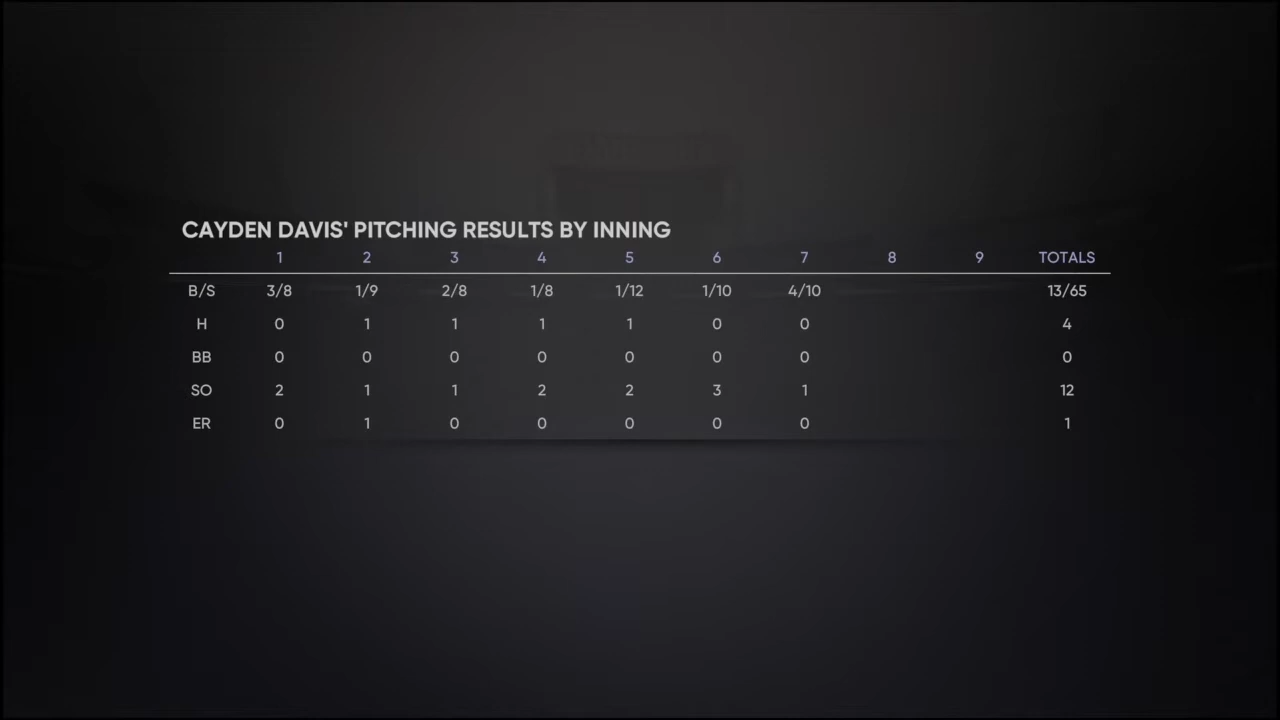 CAYDEN DAVIS' PITCHING RESULTS BY INNING
1 2 3 4 5 6 7 8 9 TOTALS
B/S 3/8 1/9 2/8 1/8 1/12 1/10 4/10 13/65
H 0 1 1 1 1 0 0 4
BB 0 0 0 0 0 0 0 0
SO 2 1 1 2 2 3 1 12
ER 0 1 0 0 0 0 0 1